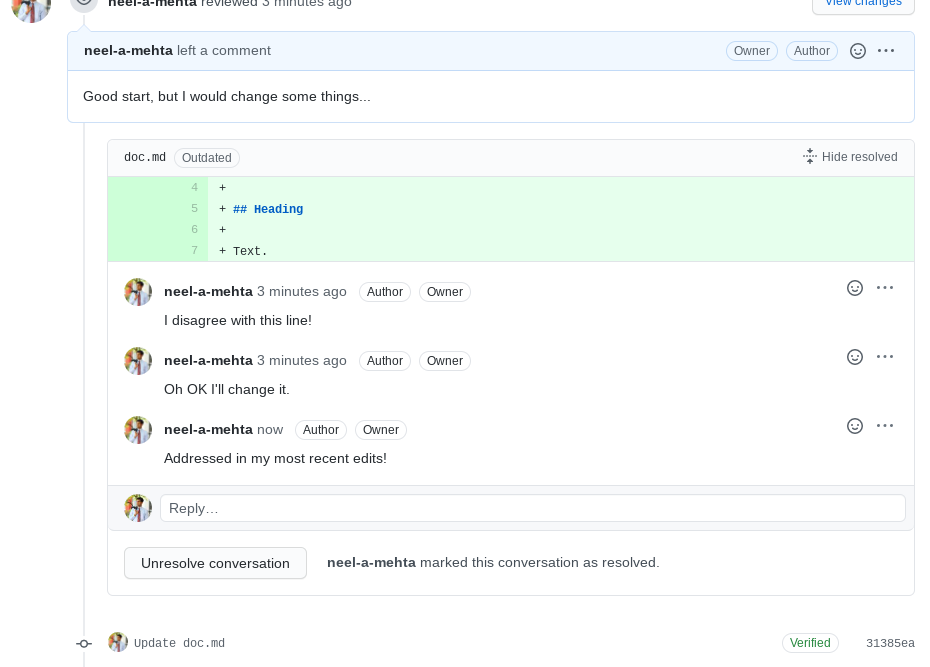 neel-a-mehta reviewed 3 minutes ago
View changes
neel-a-mehta left a comment
Owner
Author
Good start, but I would change some things...
doc.md
Outdated
Hide resolved
4 +
5 + ## Heading
6 +
7 + Text.
neel-a-mehta 3 minutes ago
Author
Owner
I disagree with this line!
neel-a-mehta 3 minutes ago
Author
Owner
Oh OK I'll change it.
neel-a-mehta now
Author
Owner
Addressed in my most recent edits!
Reply…
Unresolve conversation
neel-a-mehta marked this conversation as resolved.
Update doc.md
Verified
31385ea